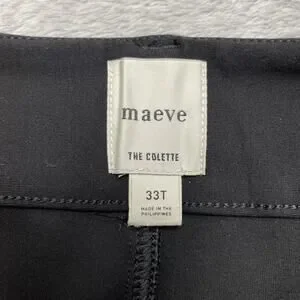 maeve
THE COLETTE
33T
MADE IN THE
PHILIPPINES